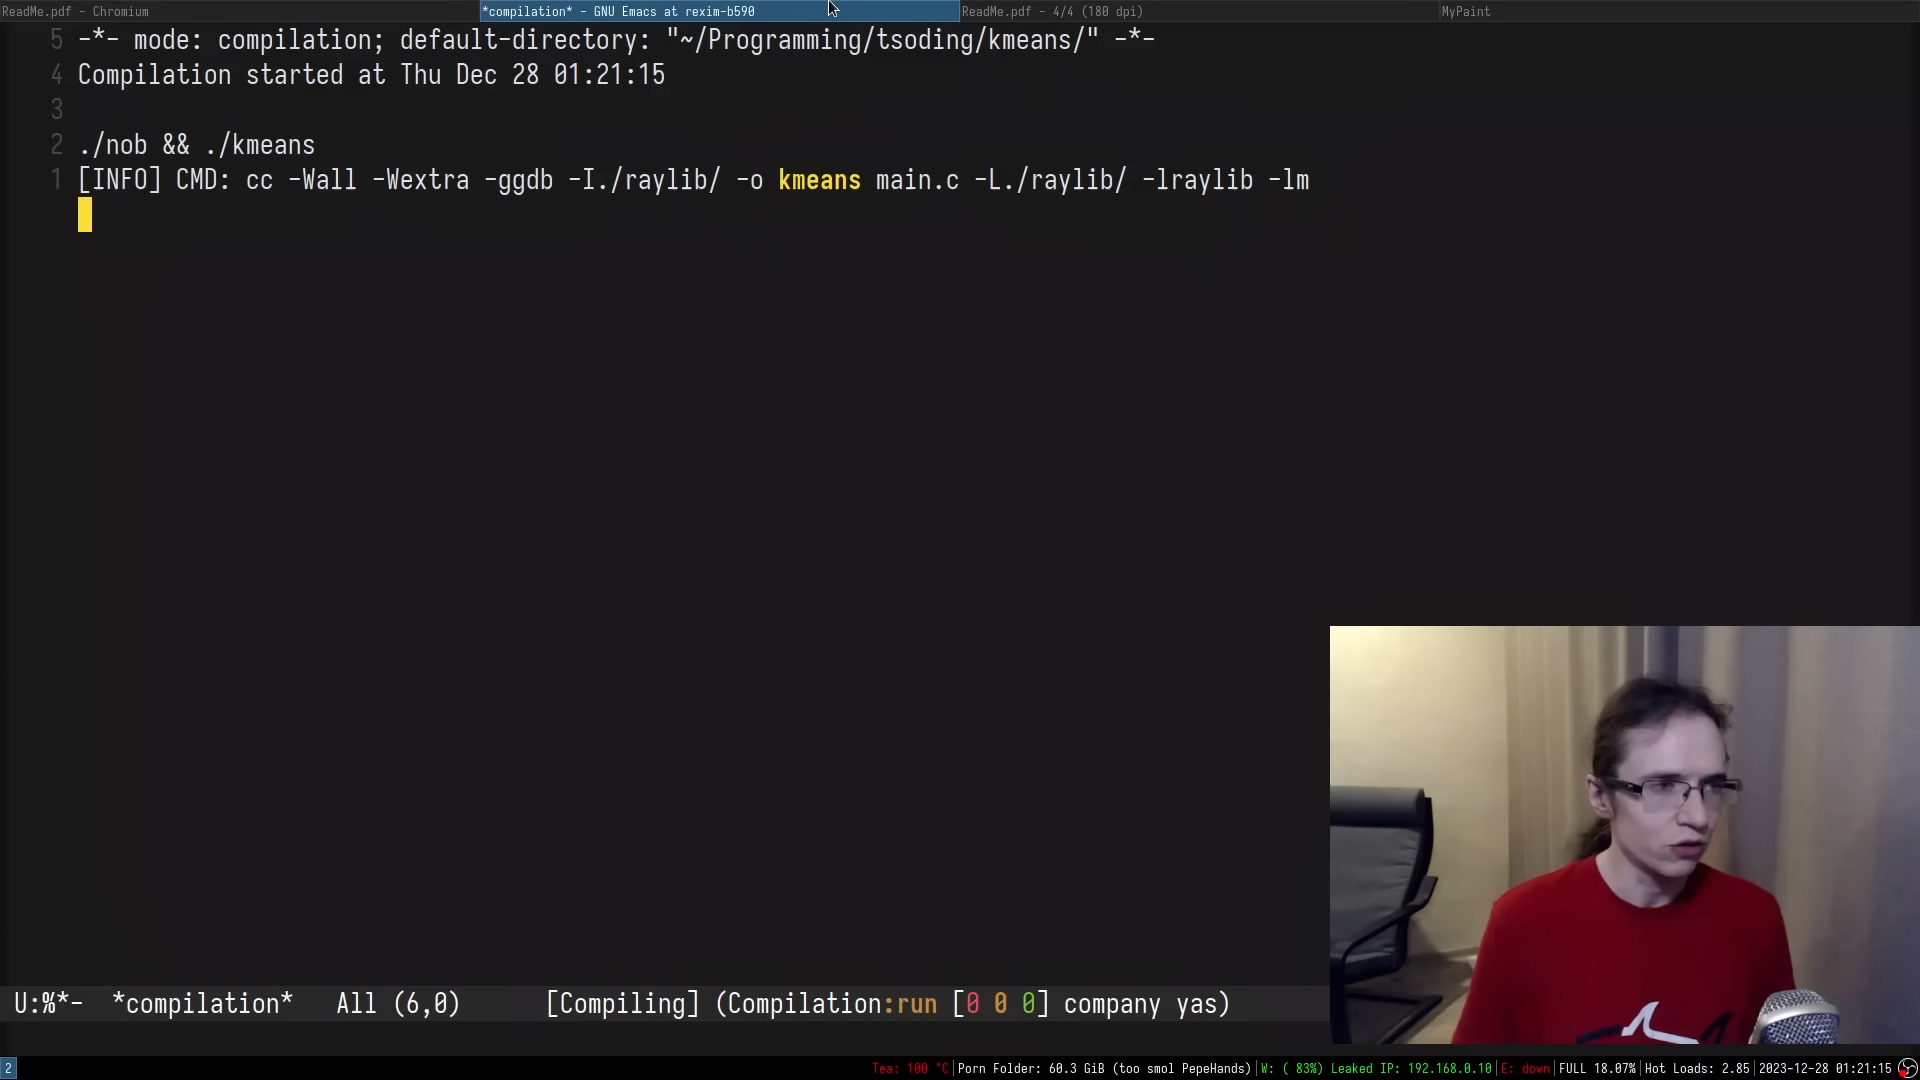 ReadMe.pdf - Chromium
*compilation* - GNU Emacs at rexim-b590
ReadMe.pdf - 4/4 (180 dpi)
MyPaint
5 -*- mode: compilation; default-directory: "~/Programming/tsoding/kmeans/" -*-
4 Compilation started at Thu Dec 28 01:21:15
3
2 ./nob && ./kmeans
1 [INFO] CMD: cc -Wall -Wextra -ggdb -I./raylib/ -o kmeans main.c -L./raylib/ -lraylib -lm
U:%*- *compilation* All (6,0) [Compiling] (Compilation:run [0 0 0] company yas)
2
Tea: 100 °C|Porn Folder: 60.3 GiB (too smol PepeHands)|W: ( 83%) Leaked IP: 192.168.0.10|E: down|FULL 18.07%|Hot Loads: 2.85|2023-12-28 01:21:15